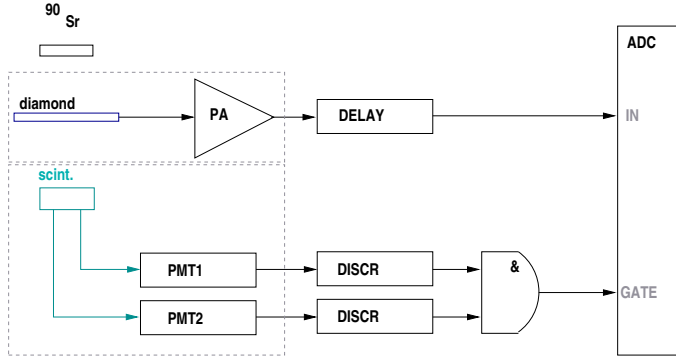 90 Sr
ADC
diamond
PA
DELAY
IN
scint.
PMT1
DISCR
&
GATE
PMT2
DISCR